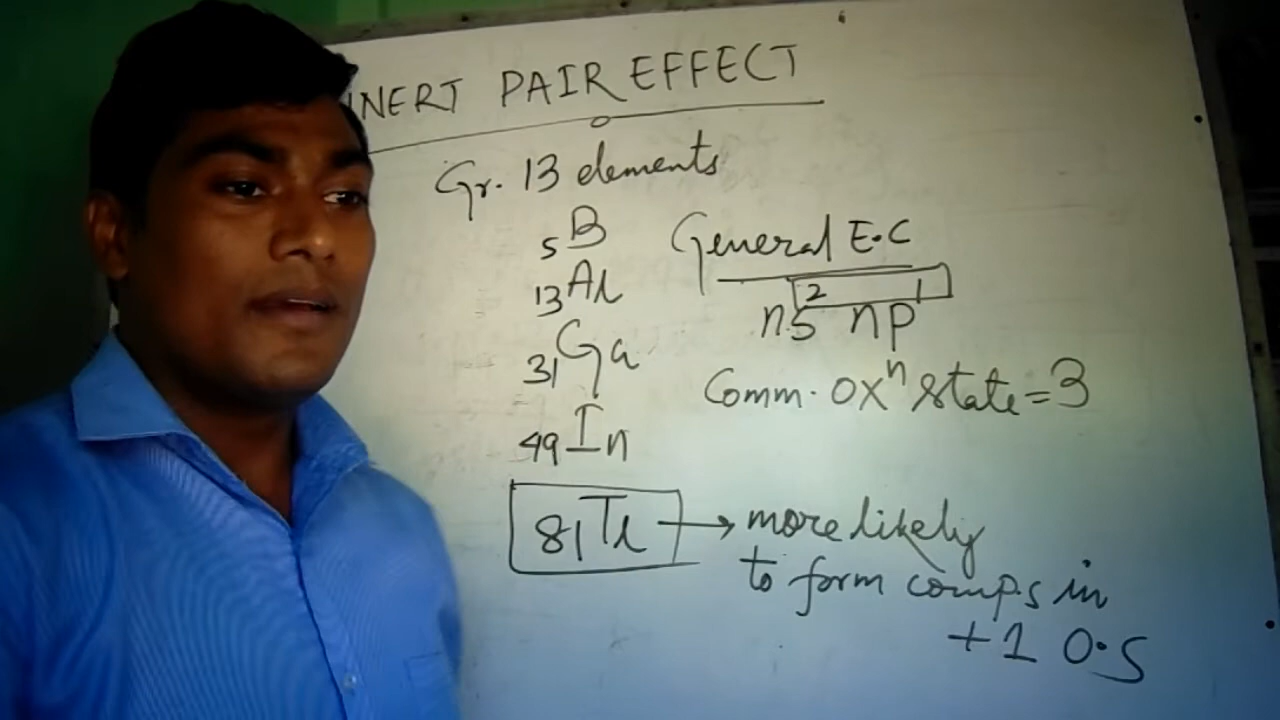 INERT PAIR EFFECT
Gr. 13 elements
5B
General E.C
13Al
ns² np¹
31Ga
Comm. oxⁿ state = 3
49In
81Tl → more likely
to form comps in
+1 O.S